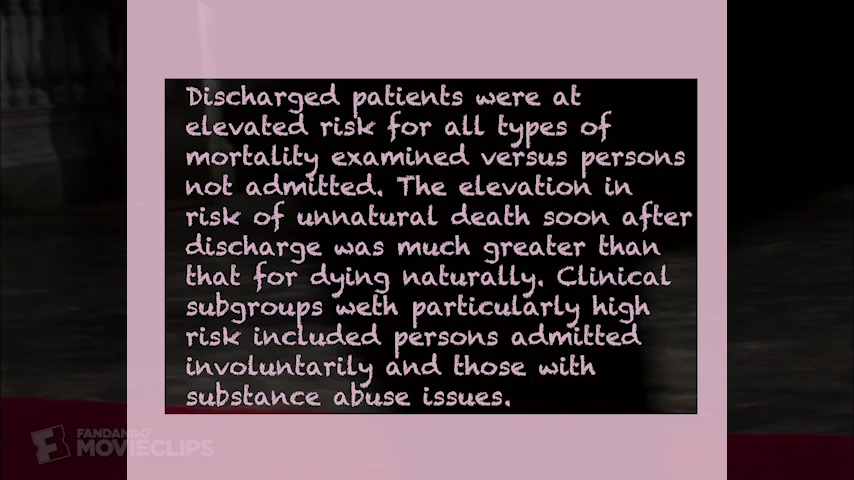 Discharged patients were at
elevated risk for all types of
mortality examined versus persons
not admitted. The elevation in
risk of unnatural death soon after
discharge was much greater than
that for dying naturally. Clinical
subgroups weth particularly high
risk included persons admitted
involuntarily and those with
substance abuse issues.
FANDANGO
MOVIECLIPS